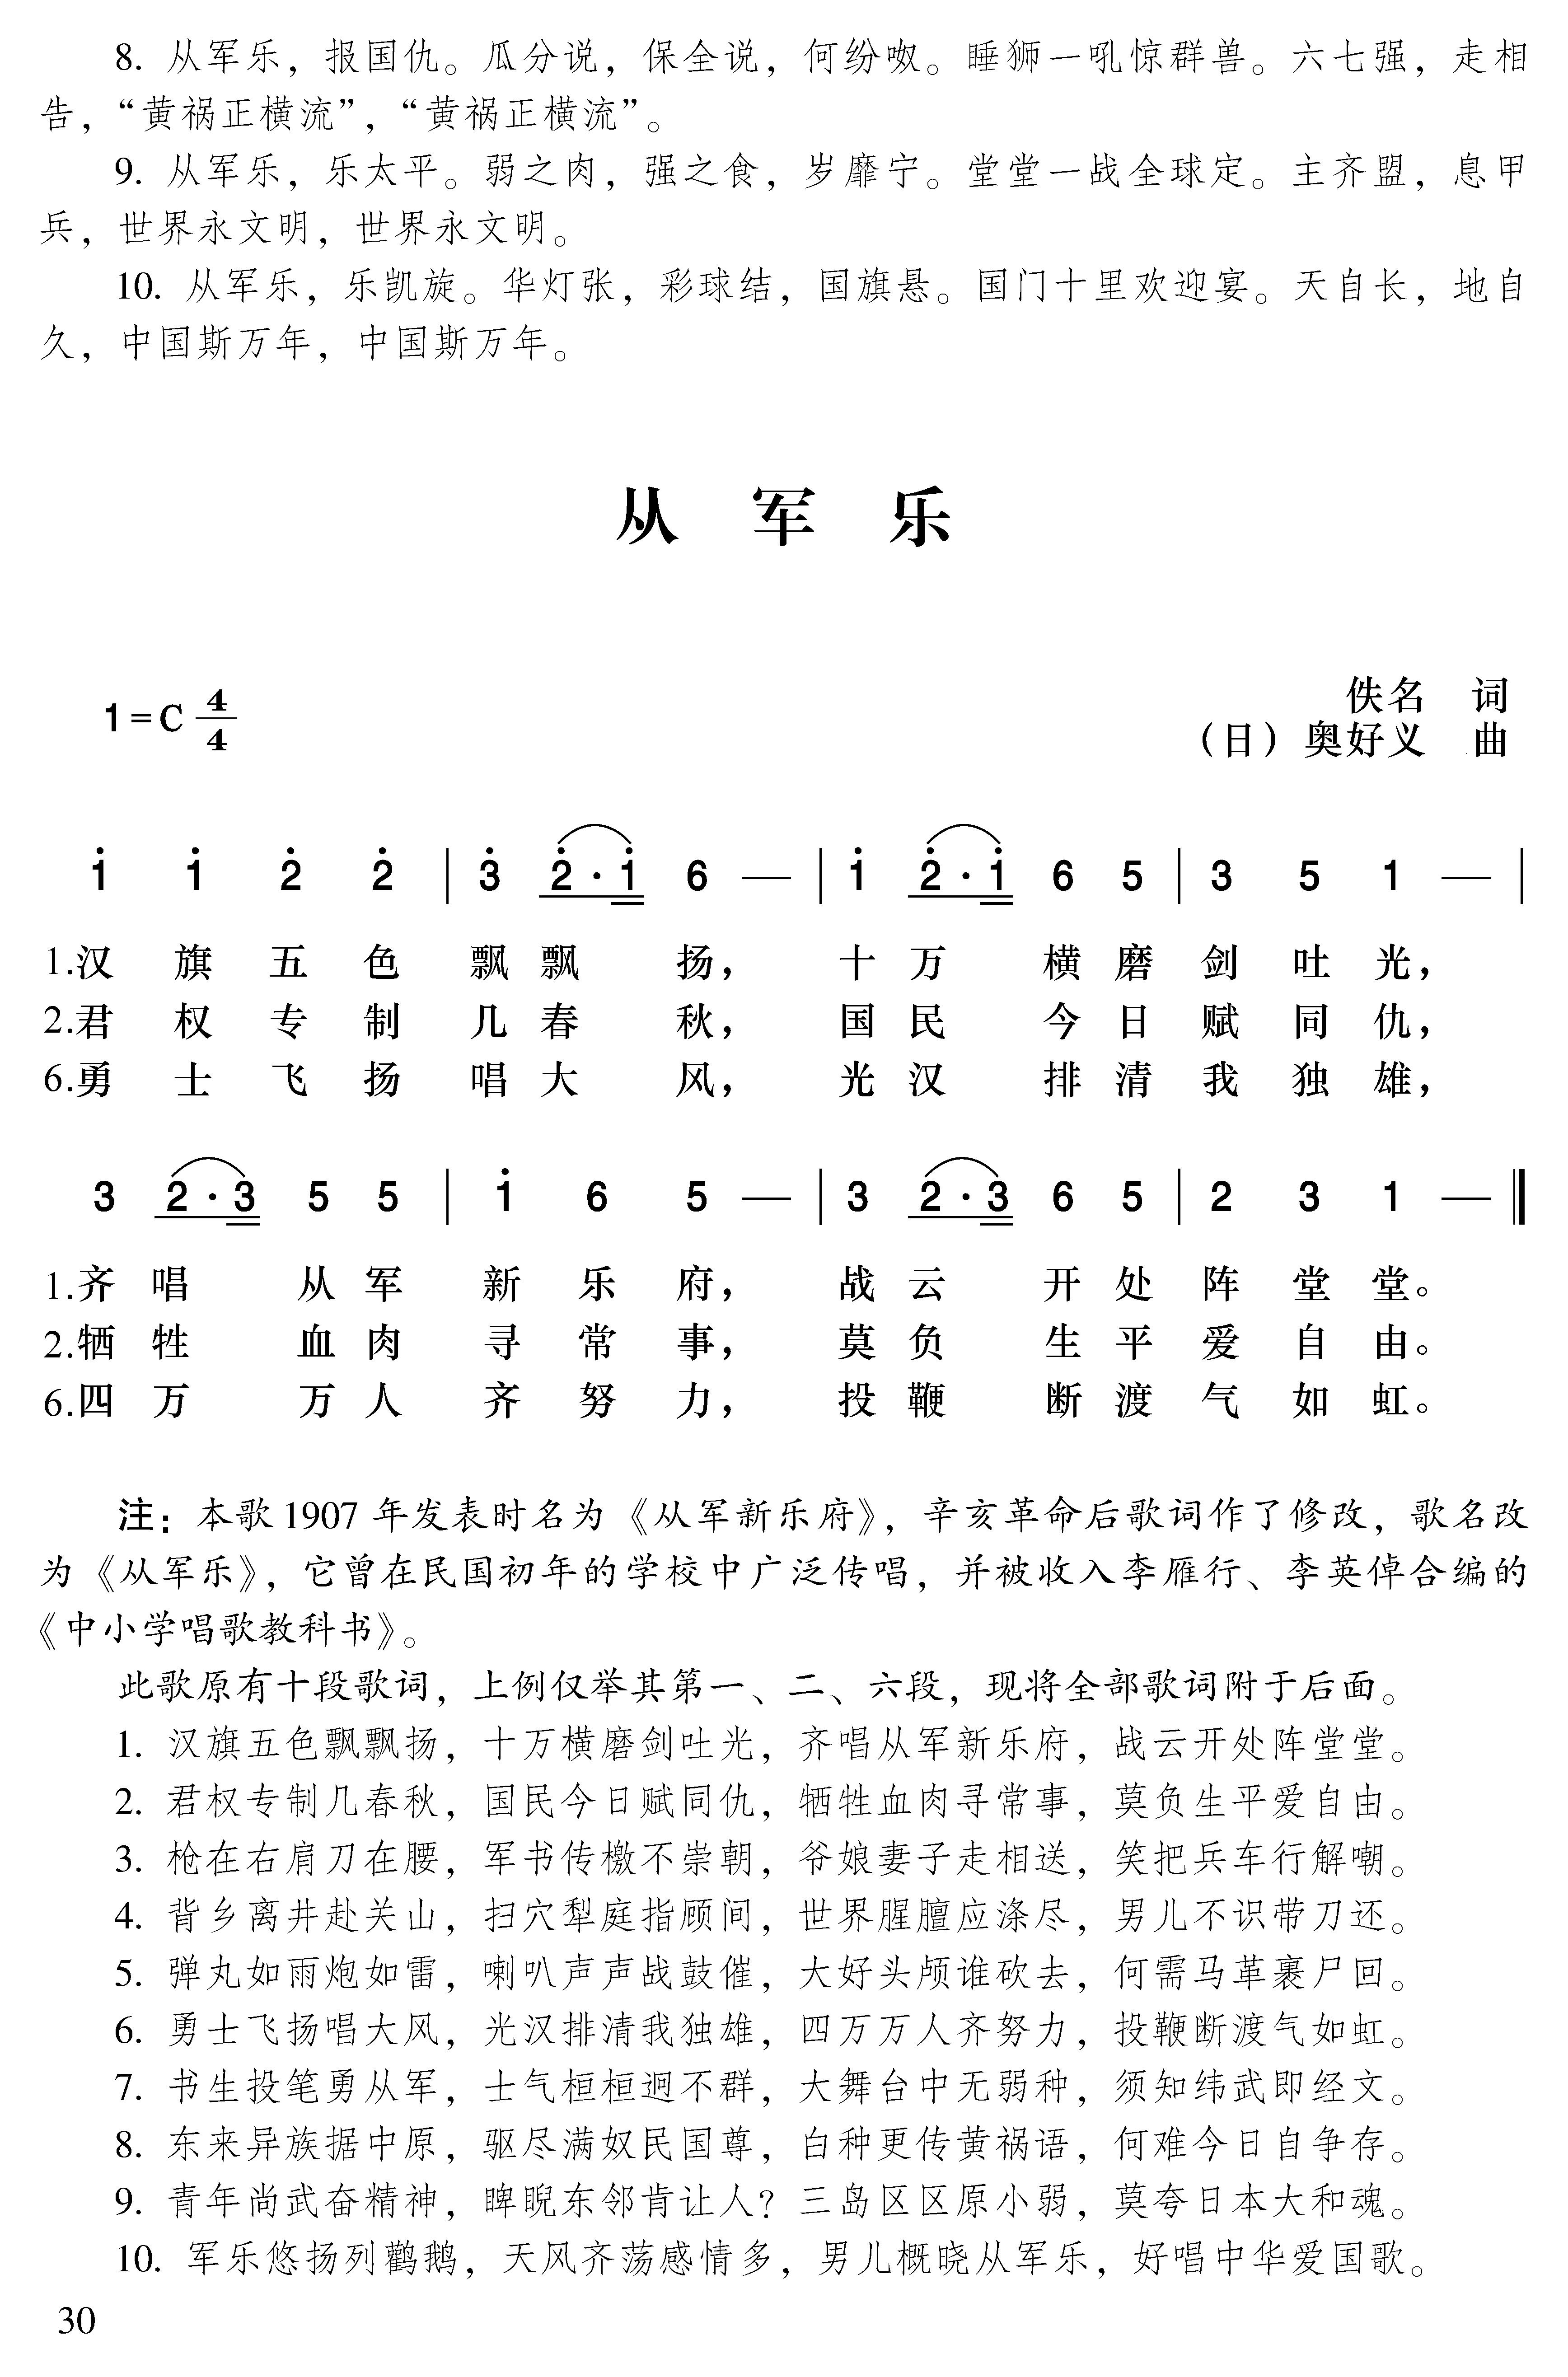 8. 从军乐，报国仇。瓜分说，保全说，何纷呶。睡狮一吼惊群兽。六七强，走相
告，“黄祸正横流”，“黄祸正横流”。
9. 从军乐，乐太平。弱之肉，强之食，岁靡宁。堂堂一战全球定。主齐盟，息甲
兵，世界永文明，世界永文明。
10. 从军乐，乐凯旋。华灯张，彩球结，国旗悬。国门十里欢迎宴。天自长，地自
久，中国斯万年，中国斯万年。
从 军 乐
1=C 4/4
佚名 词
（日）奥好义 曲
1̇ 1̇ 2̇ 2̇ | 3̇ 2̇·1̇ 6 — | 1̇ 2̇·1̇ 6 5 | 3 5 1 — |
1.汉 旗 五 色 飘 飘 扬， 十 万 横 磨 剑 吐 光，
2.君 权 专 制 几 春 秋， 国 民 今 日 赋 同 仇，
6.勇 士 飞 扬 唱 大 风， 光 汉 排 清 我 独 雄，
3 2·3 5 5 | 1̇ 6 5 — | 3 2·3 6 5 | 2 3 1 — ‖
1.齐 唱 从 军 新 乐 府， 战 云 开 处 阵 堂 堂。
2.牺 牲 血 肉 寻 常 事， 莫 负 生 平 爱 自 由。
6.四 万 万 人 齐 努 力， 投 鞭 断 渡 气 如 虹。
注：本歌1907年发表时名为《从军新乐府》，辛亥革命后歌词作了修改，歌名改
为《从军乐》，它曾在民国初年的学校中广泛传唱，并被收入李雁行、李英倬合编的
《中小学唱歌教科书》。
此歌原有十段歌词，上例仅举其第一、二、六段，现将全部歌词附于后面。
1. 汉旗五色飘飘扬，十万横磨剑吐光，齐唱从军新乐府，战云开处阵堂堂。
2. 君权专制几春秋，国民今日赋同仇，牺牲血肉寻常事，莫负生平爱自由。
3. 枪在右肩刀在腰，军书传檄不崇朝，爷娘妻子走相送，笑把兵车行解嘲。
4. 背乡离井赴关山，扫穴犁庭指顾间，世界腥膻应涤尽，男儿不识带刀还。
5. 弹丸如雨炮如雷，喇叭声声战鼓催，大好头颅谁砍去，何需马革裹尸回。
6. 勇士飞扬唱大风，光汉排清我独雄，四万万人齐努力，投鞭断渡气如虹。
7. 书生投笔勇从军，士气桓桓迥不群，大舞台中无弱种，须知纬武即经文。
8. 东来异族据中原，驱尽满奴民国尊，白种更传黄祸语，何难今日自争存。
9. 青年尚武奋精神，睥睨东邻肯让人？三岛区区原小弱，莫夸日本大和魂。
10. 军乐悠扬列鹳鹅，天风齐荡感情多，男儿概晓从军乐，好唱中华爱国歌。
30